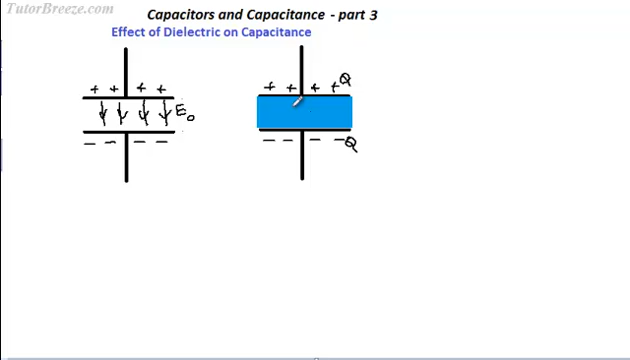 TutorBreeze.com
Capacitors and Capacitance - part 3
Effect of Dielectric on Capacitance
+ + + +
E₀
- - - -
+ + + +Q
- - - -Q